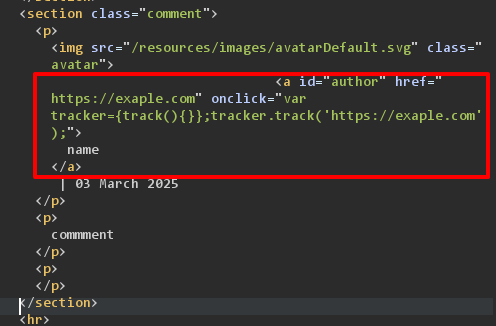 <section class="comment">
<p>
<img src="/resources/images/avatarDefault.svg" class="
avatar">
<a id="author" href="
https://exaple.com" onclick="var
tracker={track(){}};tracker.track('https://exaple.com'
);">
name
</a>
| 03 March 2025
</p>
<p>
commment
</p>
<p>
</p>
</section>
<hr>